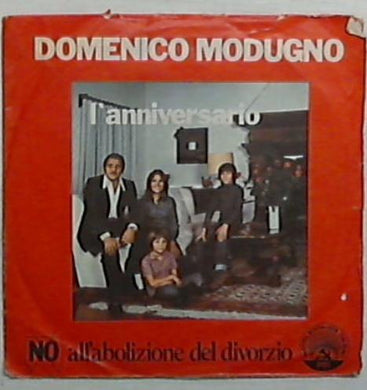 DOMENICO MODUGNO
l'anniversario
NO all'abolizione del divorzio